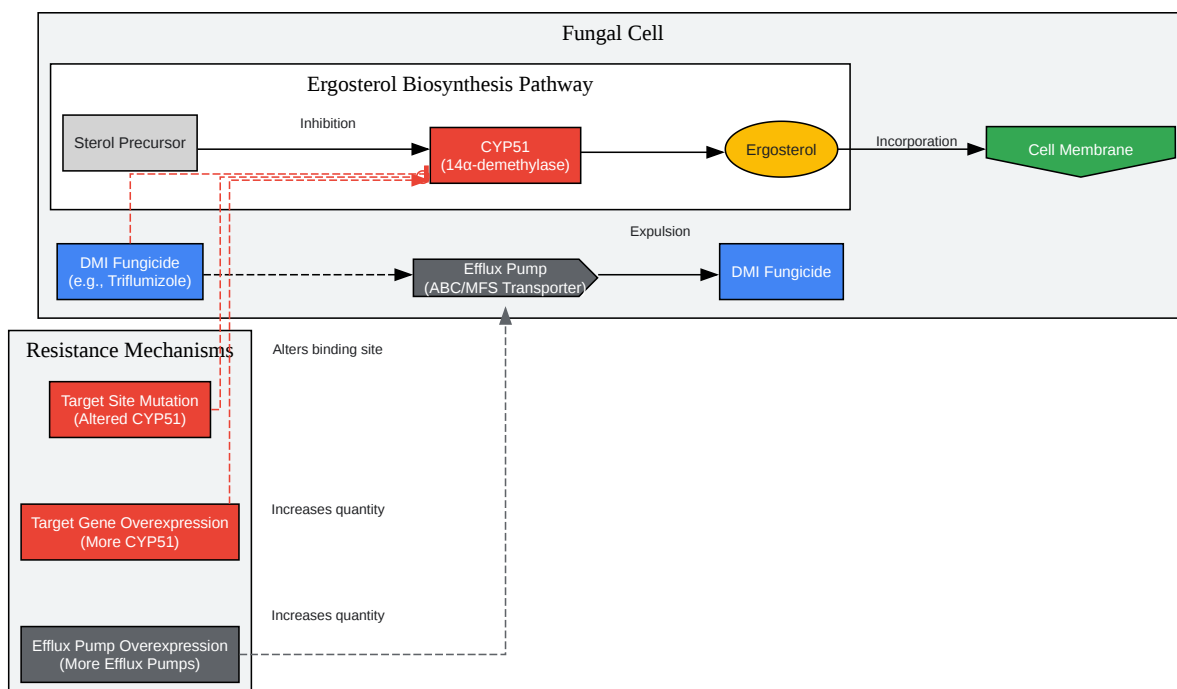 Fungal Cell
Ergosterol Biosynthesis Pathway
Sterol Precursor
Inhibition
CYP51
(14α-demethylase)
Ergosterol
Incorporation
Cell Membrane
DMI Fungicide
(e.g., Triflumizole)
Efflux Pump
(ABC/MFS Transporter)
Expulsion
DMI Fungicide
Resistance Mechanisms
Alters binding site
Target Site Mutation
(Altered CYP51)
Increases quantity
Target Gene Overexpression
(More CYP51)
Increases quantity
Efflux Pump Overexpression
(More Efflux Pumps)